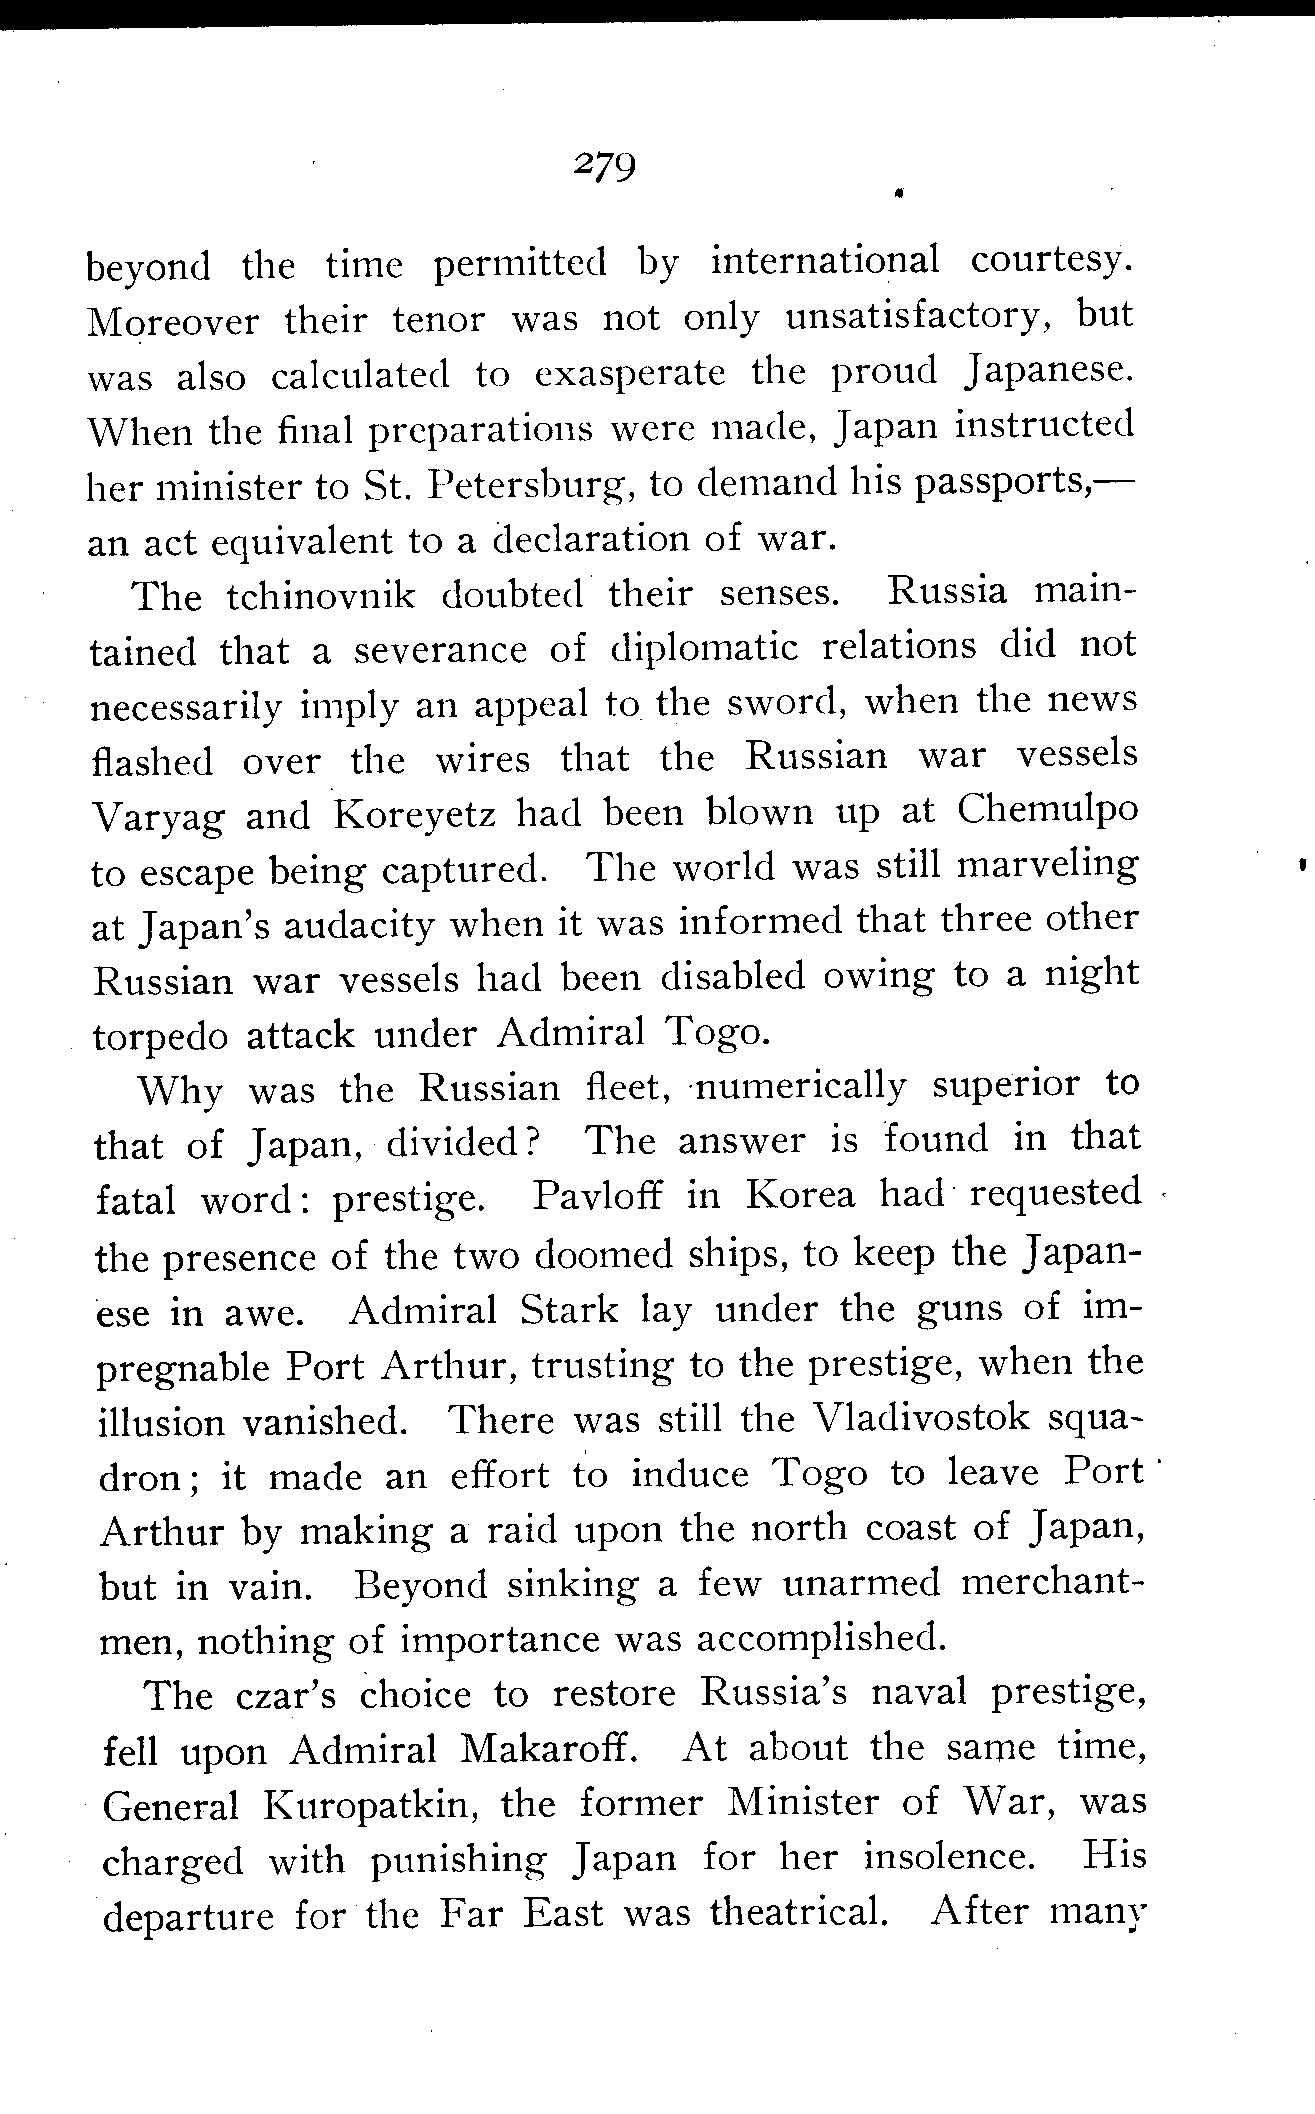 279
beyond the time permitted by international courtesy.
Moreover their tenor was not only unsatisfactory, but
was also calculated to exasperate the proud Japanese.
When the final preparations were made, Japan instructed
her minister to St. Petersburg, to demand his passports,—
an act equivalent to a declaration of war.
The tchinovnik doubted their senses. Russia main-
tained that a severance of diplomatic relations did not
necessarily imply an appeal to the sword, when the news
flashed over the wires that the Russian war vessels
Varyag and Koreyetz had been blown up at Chemulpo
to escape being captured. The world was still marveling
at Japan's audacity when it was informed that three other
Russian war vessels had been disabled owing to a night
torpedo attack under Admiral Togo.
Why was the Russian fleet, numerically superior to
that of Japan, divided? The answer is found in that
fatal word: prestige. Pavloff in Korea had requested
the presence of the two doomed ships, to keep the Japan-
ese in awe. Admiral Stark lay under the guns of im-
pregnable Port Arthur, trusting to the prestige, when the
illusion vanished. There was still the Vladivostok squa-
dron; it made an effort to induce Togo to leave Port
Arthur by making a raid upon the north coast of Japan,
but in vain. Beyond sinking a few unarmed merchant-
men, nothing of importance was accomplished.
The czar's choice to restore Russia's naval prestige,
fell upon Admiral Makaroff. At about the same time,
General Kuropatkin, the former Minister of War, was
charged with punishing Japan for her insolence. His
departure for the Far East was theatrical. After many